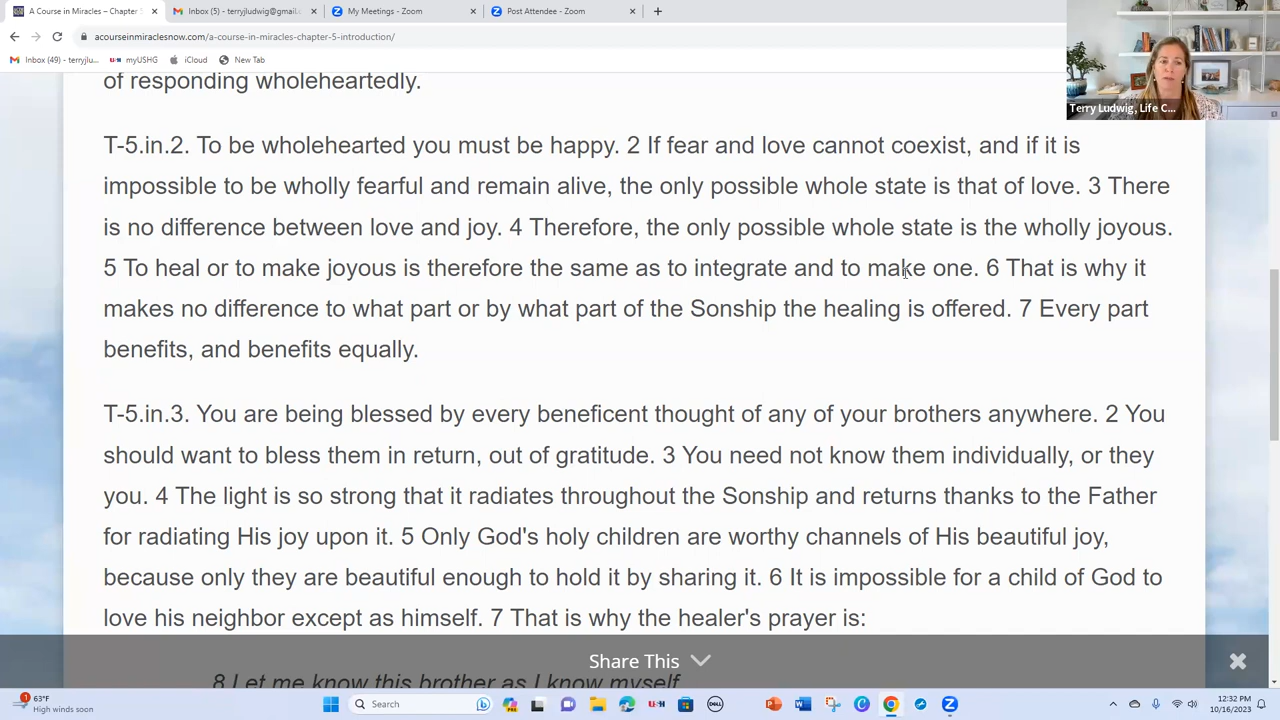 A Course in Miracles – Chapter 5
Inbox (5) - terryjludwig@gmail.c
My Meetings - Zoom
Post Attendee - Zoom
acourseinmiraclesnow.com/a-course-in-miracles-chapter-5-introduction/
Inbox (49) - terryjlu...
myUSHG
iCloud
New Tab
Terry Ludwig, Life C...
of responding wholeheartedly.
T-5.in.2. To be wholehearted you must be happy. 2 If fear and love cannot coexist, and if it is
impossible to be wholly fearful and remain alive, the only possible whole state is that of love. 3 There
is no difference between love and joy. 4 Therefore, the only possible whole state is the wholly joyous.
5 To heal or to make joyous is therefore the same as to integrate and to make one. 6 That is why it
makes no difference to what part or by what part of the Sonship the healing is offered. 7 Every part
benefits, and benefits equally.
T-5.in.3. You are being blessed by every beneficent thought of any of your brothers anywhere. 2 You
should want to bless them in return, out of gratitude. 3 You need not know them individually, or they
you. 4 The light is so strong that it radiates throughout the Sonship and returns thanks to the Father
for radiating His joy upon it. 5 Only God's holy children are worthy channels of His beautiful joy,
because only they are beautiful enough to hold it by sharing it. 6 It is impossible for a child of God to
love his neighbor except as himself. 7 That is why the healer's prayer is:
Share This
8 Let me know this brother as I know myself
1
63°F
High winds soon
Search
DELL
12:32 PM
10/16/2023